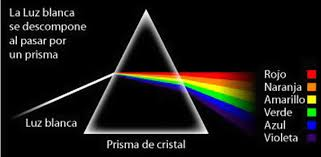 La Luz blanca
se descompone
al pasar por
un prisma
Luz blanca
Prisma de cristal
Rojo
Naranja
Amarillo
Verde
Azul
Violeta